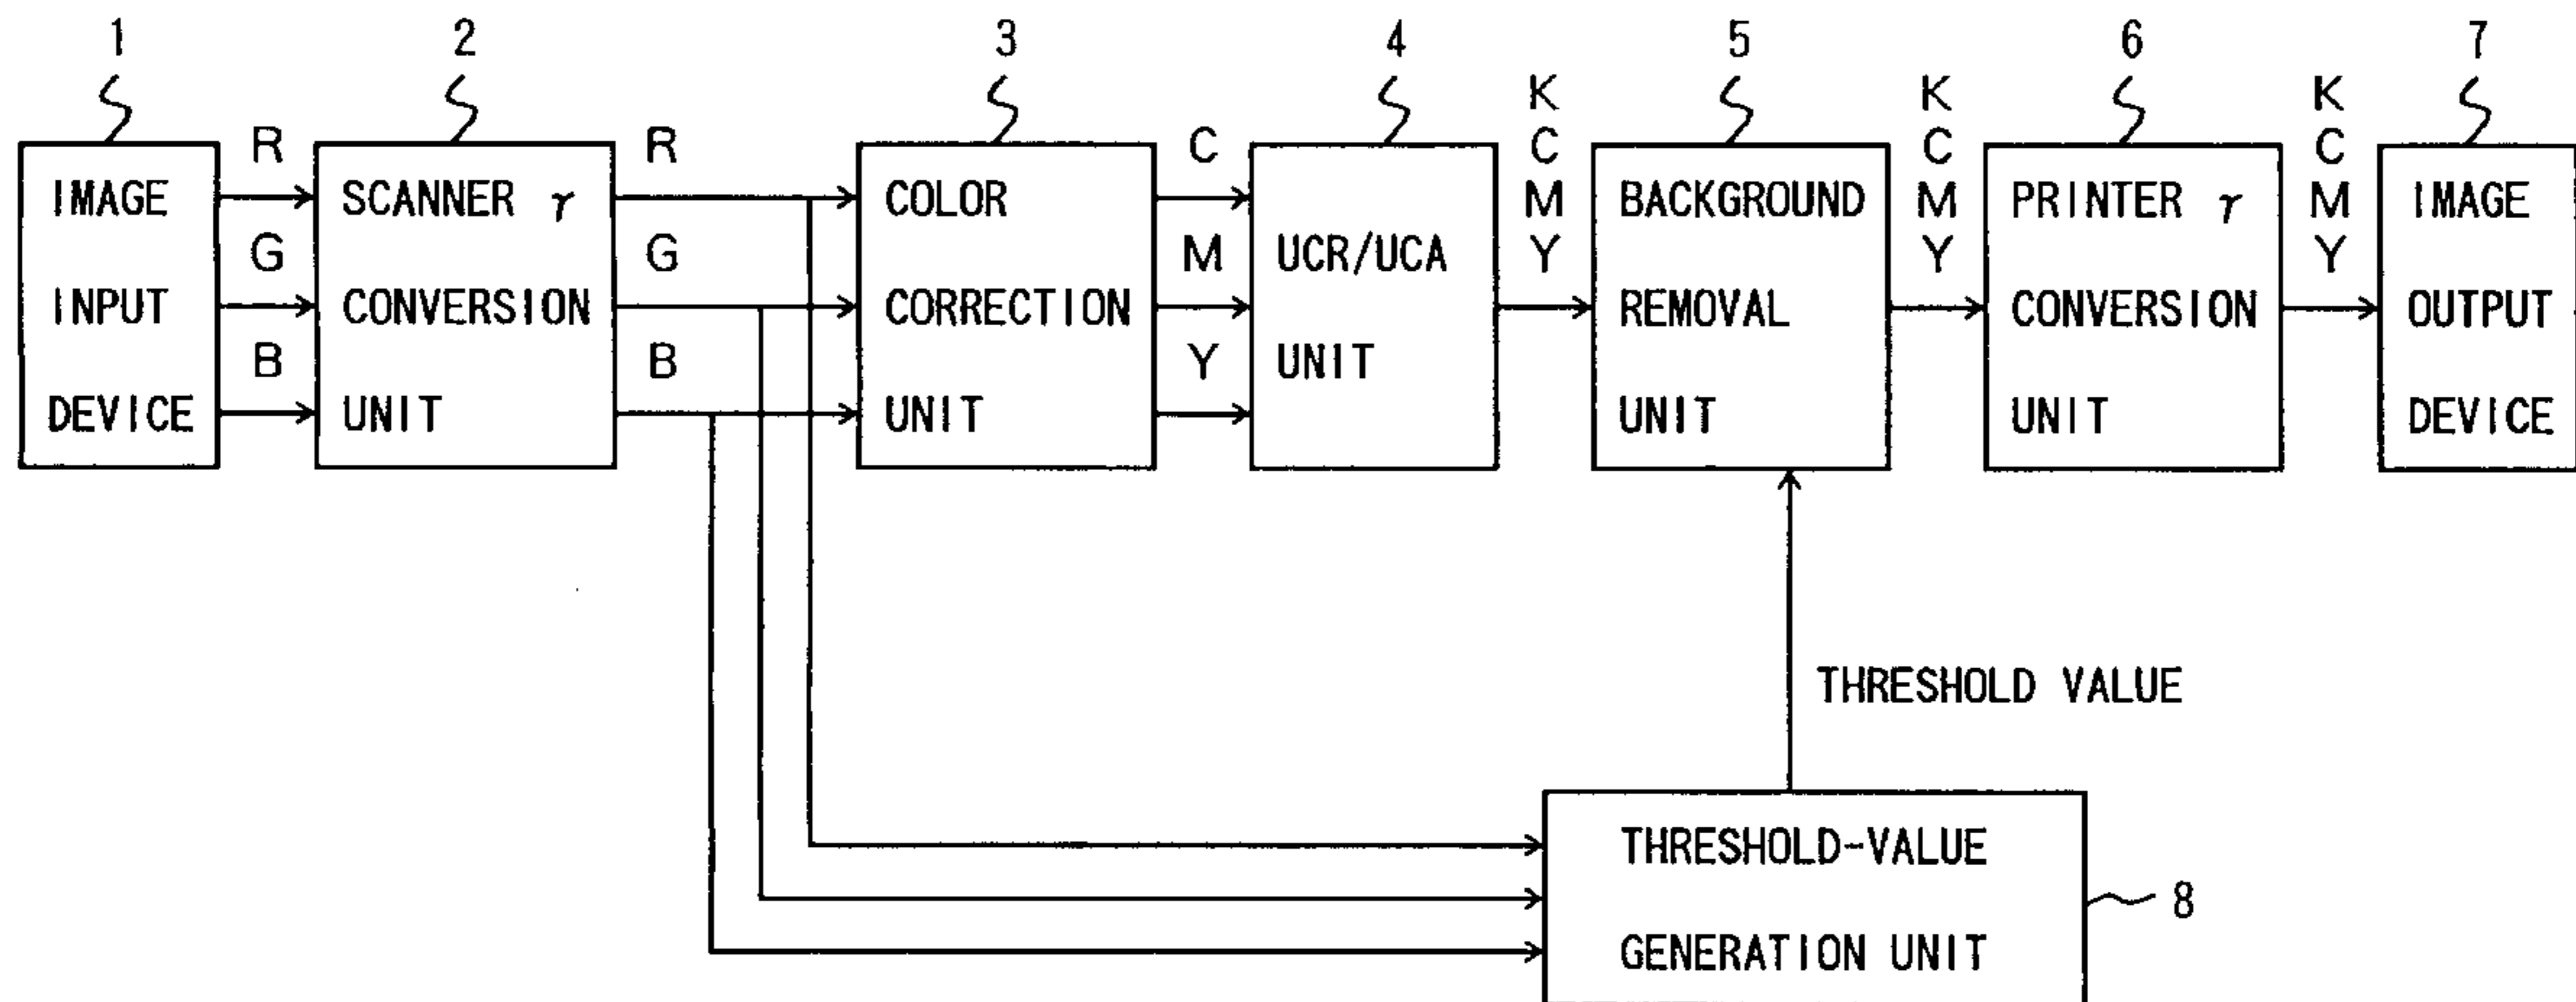 1
2
3
4
5
6
7
IMAGE
INPUT
DEVICE
R
G
B
SCANNER γ
CONVERSION
UNIT
R
G
B
COLOR
CORRECTION
UNIT
C
M
Y
UCR/UCA
UNIT
K
C
M
Y
BACKGROUND
REMOVAL
UNIT
K
C
M
Y
PRINTER γ
CONVERSION
UNIT
K
C
M
Y
IMAGE
OUTPUT
DEVICE
THRESHOLD VALUE
THRESHOLD-VALUE
GENERATION UNIT
8